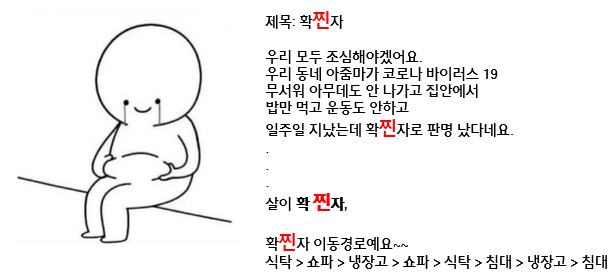 제목: 확찐자
우리 모두 조심해야겠어요.
우리 동네 아줌마가 코로나 바이러스 19
무서워 아무데도 안 나가고 집안에서
밥만 먹고 운동도 안하고
일주일 지났는데 확찐자로 판명 났다네요.
.
.
.
살이 확 찐자,
확찐자 이동경로예요~~
식탁 > 쇼파 > 냉장고 > 쇼파 > 식탁 > 침대 > 냉장고 > 침대